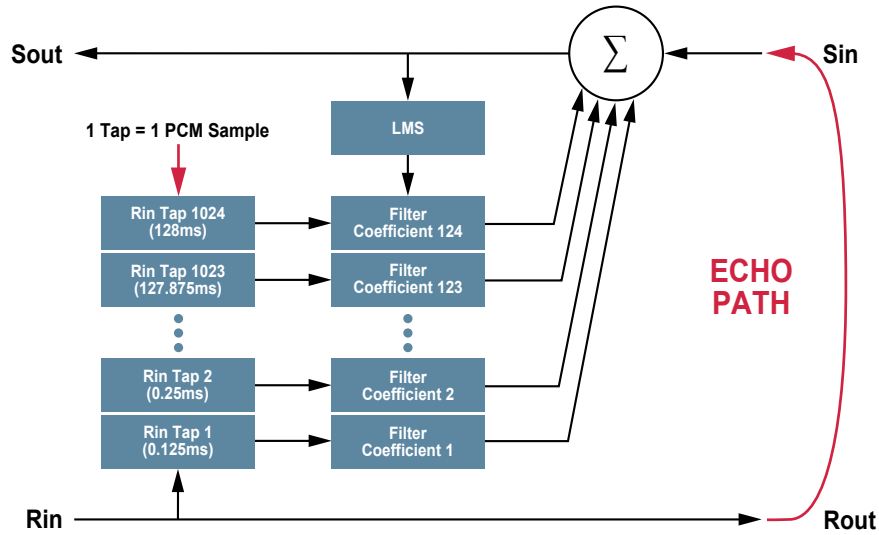 Sout
Σ
Sin
LMS
1 Tap = 1 PCM Sample
Rin Tap 1024
(128ms)
Filter
Coefficient 124
Rin Tap 1023
(127.875ms)
Filter
Coefficient 123
ECHO
PATH
Rin Tap 2
(0.25ms)
Filter
Coefficient 2
Rin Tap 1
(0.125ms)
Filter
Coefficient 1
Rin
Rout